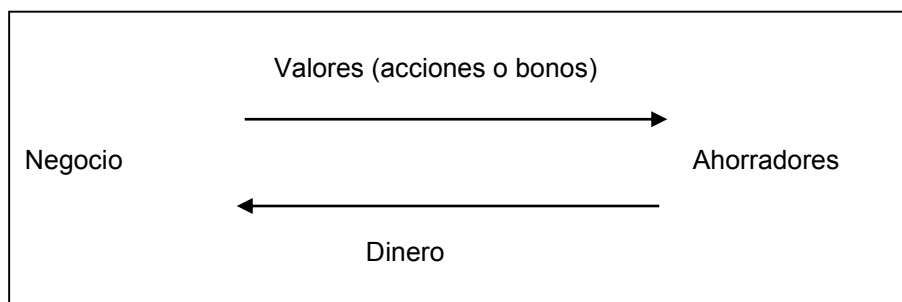 Valores (acciones o bonos)
Negocio
Ahorradores
Dinero